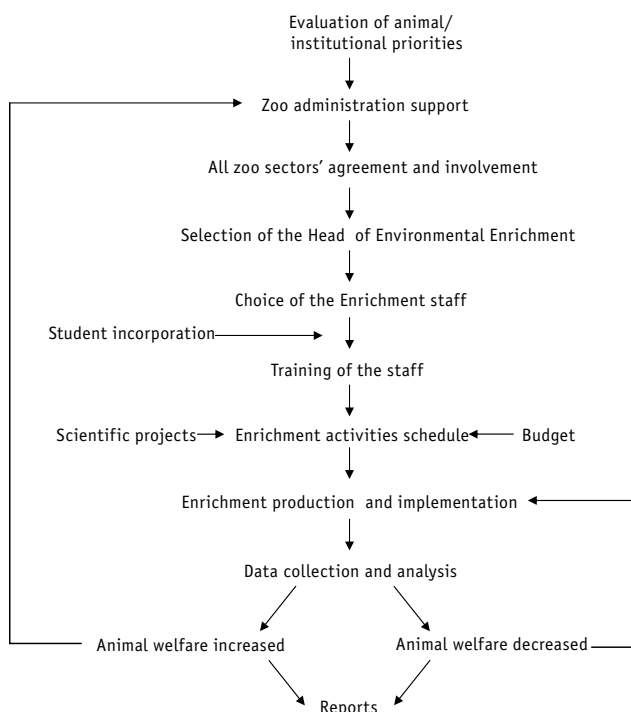 Evaluation of animal/
institutional priorities
Zoo administration support
All zoo sectors' agreement and involvement
Selection of the Head of Environmental Enrichment
Choice of the Enrichment staff
Student incorporation
Training of the staff
Scientific projects
Enrichment activities schedule
Budget
Enrichment production and implementation
Data collection and analysis
Animal welfare increased
Animal welfare decreased
Reports